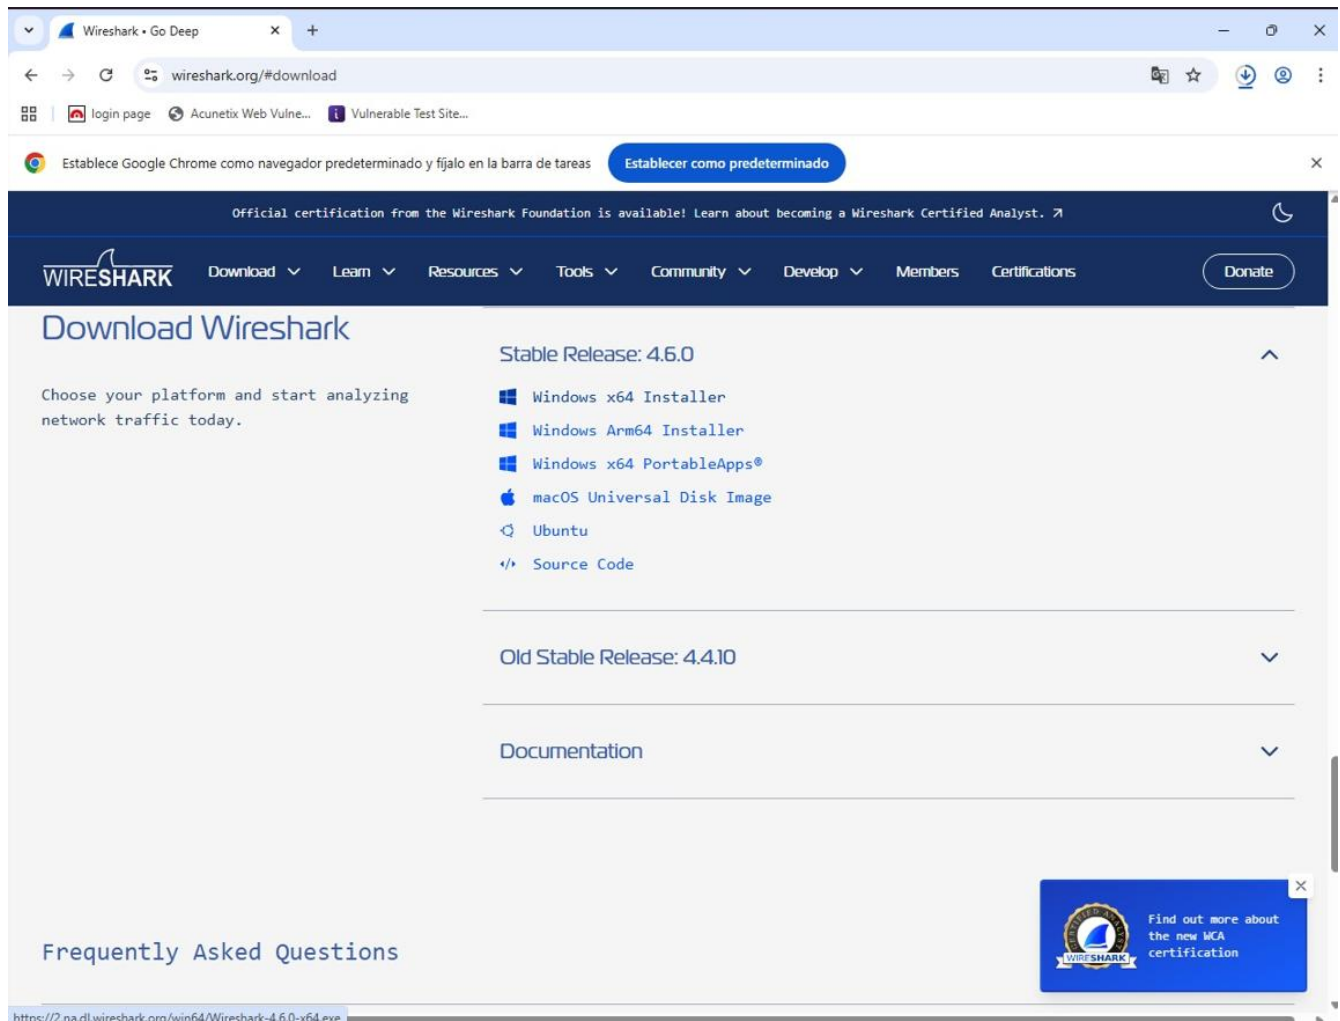 Wireshark • Go Deep
wireshark.org/#download
login page Acunetix Web Vulne... Vulnerable Test Site...
Establece Google Chrome como navegador predeterminado y fíjalo en la barra de tareas Establecer como predeterminado
Official certification from the Wireshark Foundation is available! Learn about becoming a Wireshark Certified Analyst.
WIRESHARK Download Learn Resources Tools Community Develop Members Certifications Donate
Download Wireshark
Choose your platform and start analyzing
network traffic today.
Stable Release: 4.6.0
Windows x64 Installer
Windows Arm64 Installer
Windows x64 PortableApps®
macOS Universal Disk Image
Ubuntu
Source Code
Old Stable Release: 4.4.10
Documentation
Frequently Asked Questions
CERTIFIED ANALYST
WIRESHARK
Find out more about
the new WCA
certification
https://2.na.dl.wireshark.org/win64/Wireshark-4.6.0-x64.exe